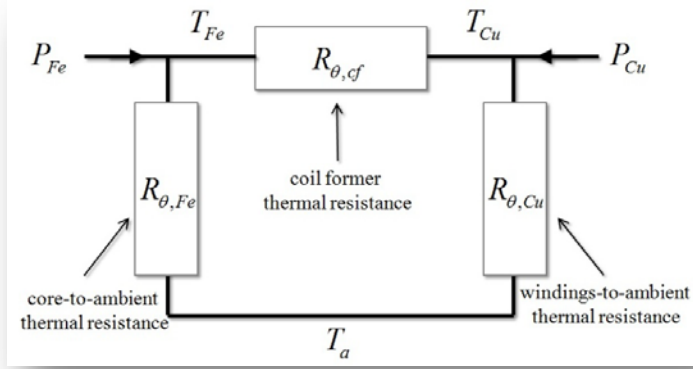 T_Fe
T_Cu
P_Fe
R_θ,cf
P_Cu
coil former
thermal resistance
R_θ,Fe
R_θ,Cu
core-to-ambient
thermal resistance
windings-to-ambient
thermal resistance
T_a